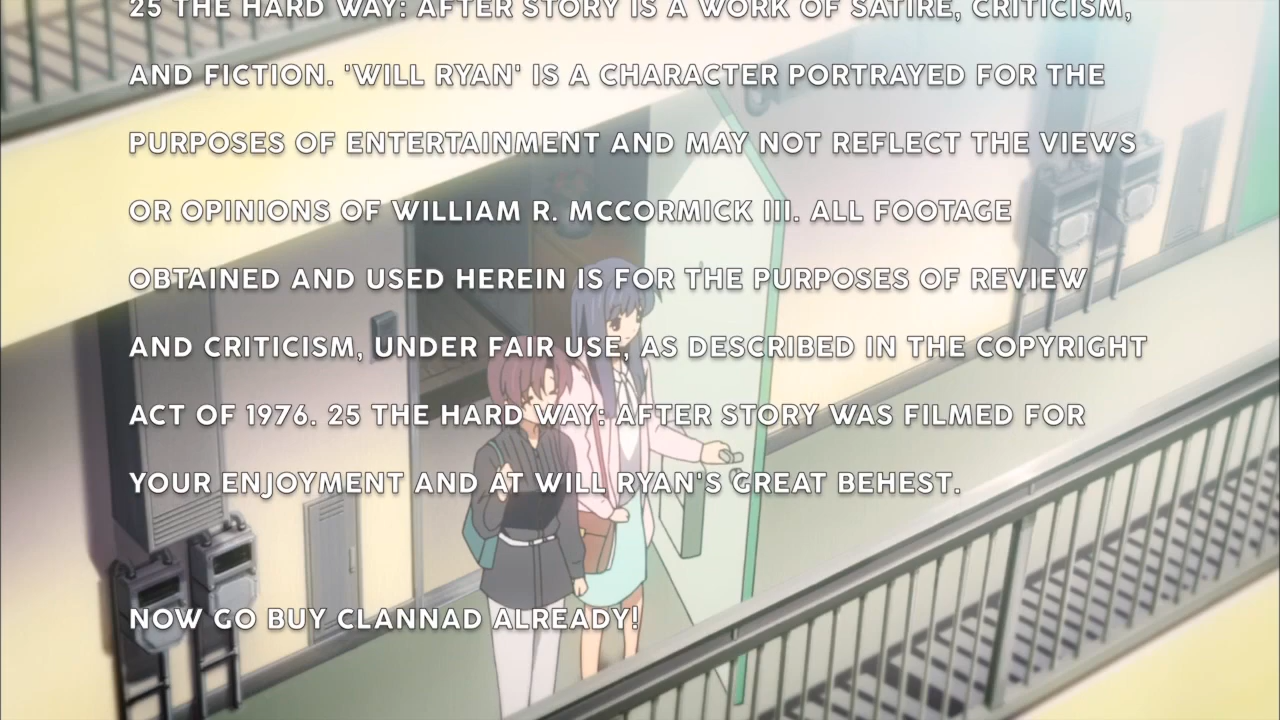 25 THE HARD WAY: AFTER STORY IS A WORK OF SATIRE, CRITICISM,
AND FICTION. 'WILL RYAN' IS A CHARACTER PORTRAYED FOR THE
PURPOSES OF ENTERTAINMENT AND MAY NOT REFLECT THE VIEWS
OR OPINIONS OF WILLIAM R. MCCORMICK III. ALL FOOTAGE
OBTAINED AND USED HEREIN IS FOR THE PURPOSES OF REVIEW
AND CRITICISM, UNDER FAIR USE, AS DESCRIBED IN THE COPYRIGHT
ACT OF 1976. 25 THE HARD WAY: AFTER STORY WAS FILMED FOR
YOUR ENJOYMENT AND AT WILL RYAN'S GREAT BEHEST.
NOW GO BUY CLANNAD ALREADY!